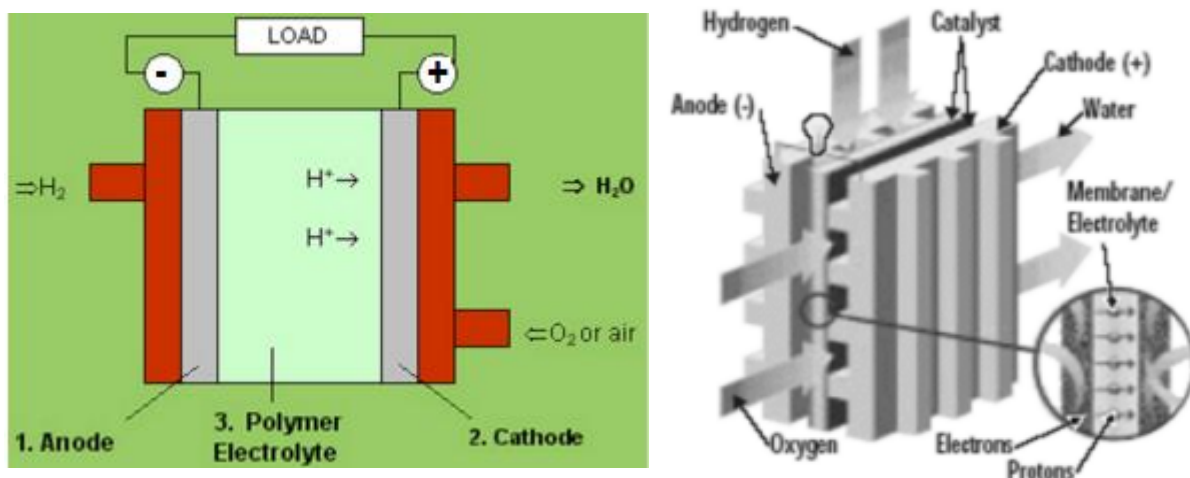 LOAD
-
+
⇒H₂
H⁺→
H⁺→
⇒ H₂O
⇐O₂ or air
1. Anode
3. Polymer
Electrolyte
2. Cathode
Hydrogen
Catalyst
Cathode (+)
Anode (-)
Water
Membrane/
Electrolyte
Oxygen
Electrons
Protons